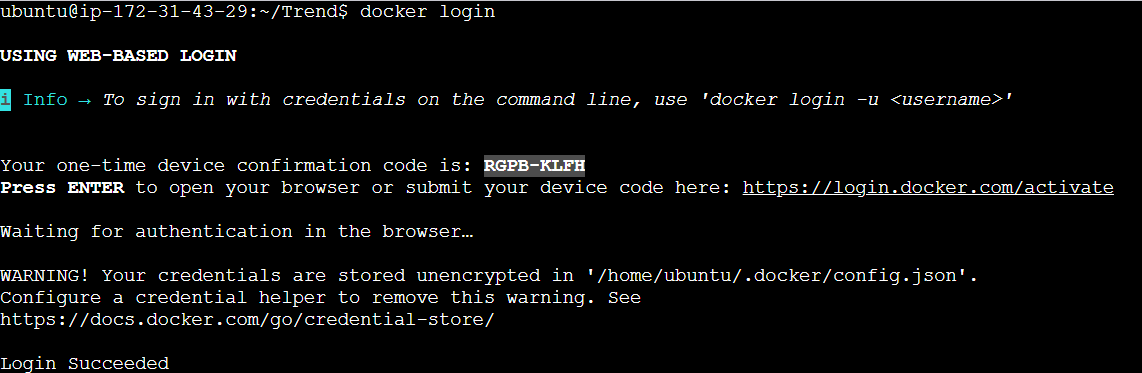 ubuntu@ip-172-31-43-29:~/Trend$ docker login
USING WEB-BASED LOGIN
i Info → To sign in with credentials on the command line, use 'docker login -u <username>'
Your one-time device confirmation code is: RGPB-KLFH
Press ENTER to open your browser or submit your device code here: https://login.docker.com/activate
Waiting for authentication in the browser…
WARNING! Your credentials are stored unencrypted in '/home/ubuntu/.docker/config.json'.
Configure a credential helper to remove this warning. See
https://docs.docker.com/go/credential-store/
Login Succeeded